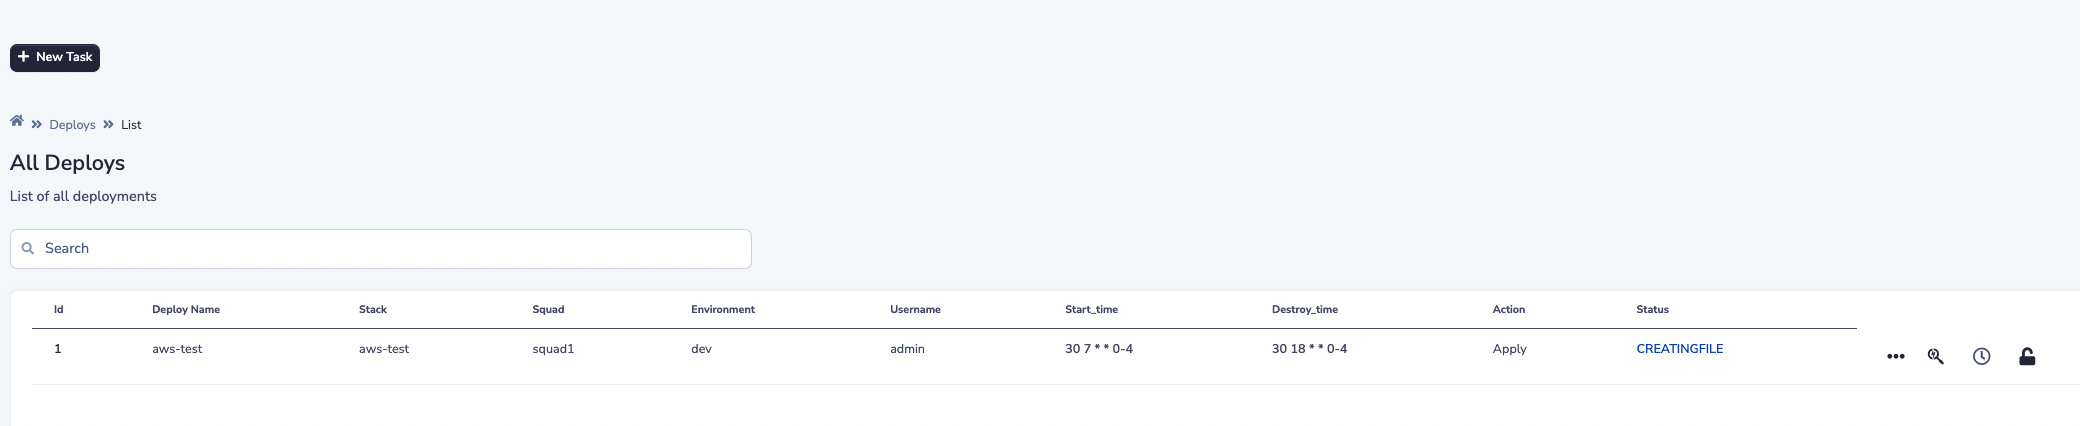 New Task
Deploys List
All Deploys
List of all deployments
Search
Id Deploy Name Stack Squad Environment Username Start_time Destroy_time Action Status
1 aws-test aws-test squad1 dev admin 30 7 * * 0-4 30 18 * * 0-4 Apply CREATINGFILE